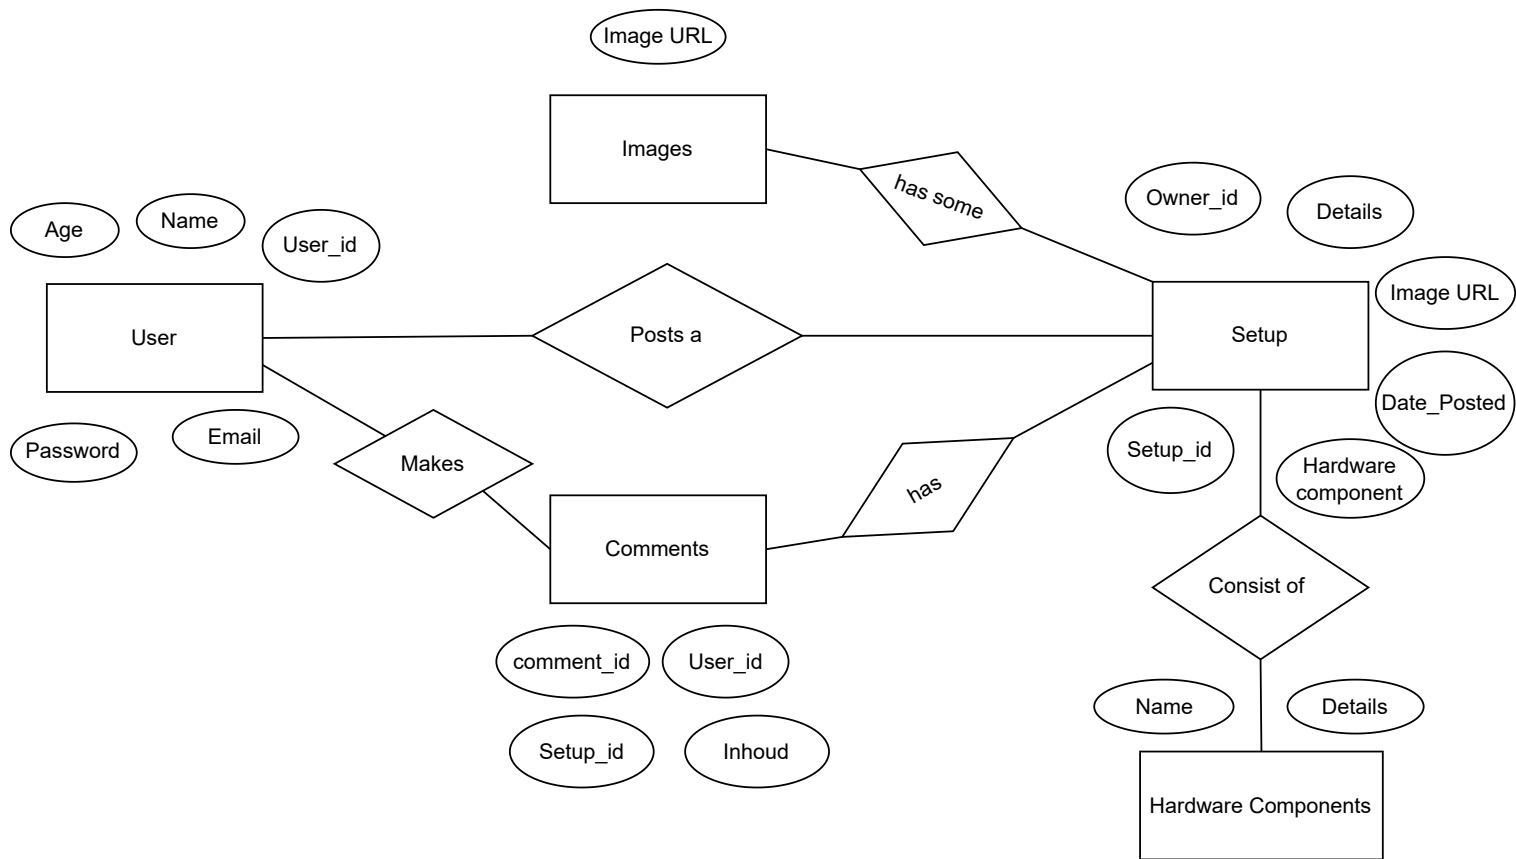 Image URL
Images
has some
Owner_id
Details
Age
Name
User_id
Image URL
User
Posts a
Setup
Date_Posted
Password
Email
Makes
Setup_id
Hardware
component
has
Comments
Consist of
comment_id
User_id
Name
Details
Setup_id
Inhoud
Hardware Components